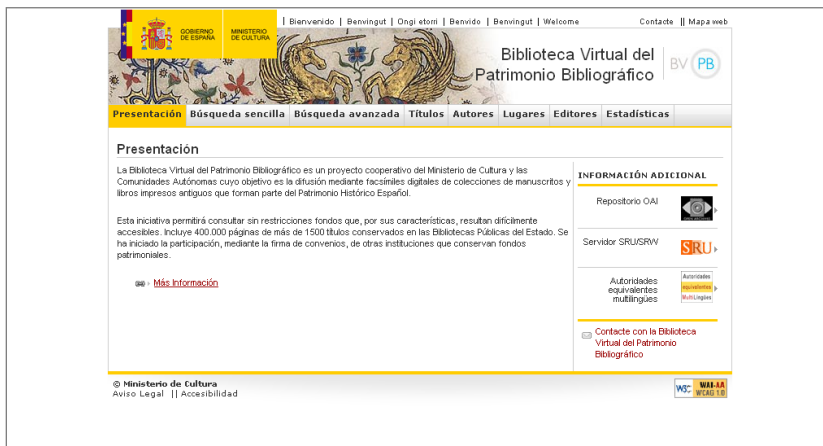 GOBIERNO DE ESPAÑA
MINISTERIO DE CULTURA
| Bienvenido | Benvingut | Ongi etorri | Benvido | Benvingut | Welcome
Contacte || Mapa web
Biblioteca Virtual del
Patrimonio Bibliográfico
BV PB
Presentación Búsqueda sencilla Búsqueda avanzada Títulos Autores Lugares Editores Estadísticas
Presentación
La Biblioteca Virtual del Patrimonio Bibliográfico es un proyecto cooperativo del Ministerio de Cultura y las
Comunidades Autónomas cuyo objetivo es la difusión mediante facsímiles digitales de colecciones de manuscritos y
libros impresos antiguos que forman parte del Patrimonio Histórico Español.
Esta iniciativa permitirá consultar sin restricciones fondos que, por sus características, resultan difícilmente
accesibles. Incluye 400.000 páginas de más de 1500 títulos conservados en las Bibliotecas Públicas del Estado. Se
ha iniciado la participación, mediante la firma de convenios, de otras instituciones que conservan fondos
patrimoniales.
Más Información
INFORMACIÓN ADICIONAL
Repositorio OAI
Servidor SRU/SRW
SRU
Autoridades
equivalentes
multilingües
Autoridades
equivalentes
MultiLingües
Contacte con la Biblioteca
Virtual del Patrimonio
Bibliográfico
© Ministerio de Cultura
Aviso Legal || Accesibilidad
W3C WAI-AA
WCAG 1.0